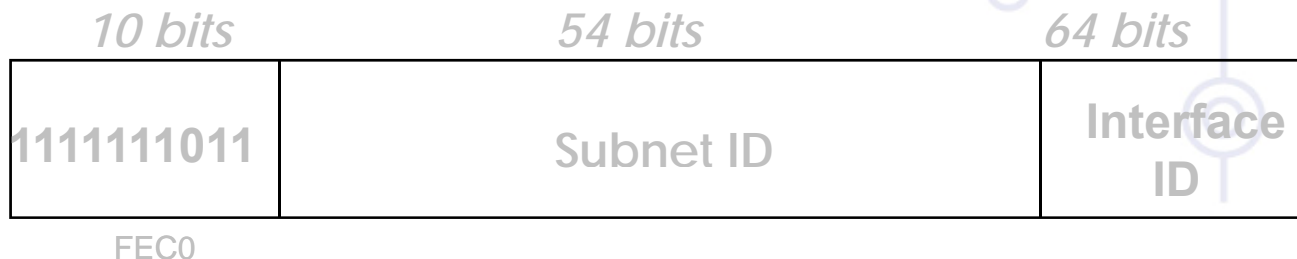 10 bits 54 bits 64 bits
1111111011 Subnet ID Interface ID
FEC0